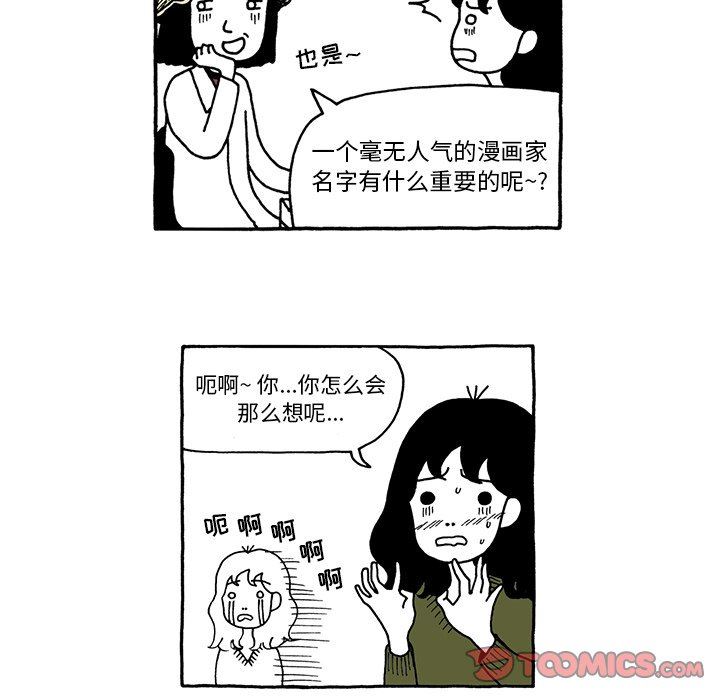 也是~
一个毫无人气的漫画家
名字有什么重要的呢~?
呃啊~ 你...你怎么会
那么想呢...
呃啊啊啊啊
TOOMICS.COM